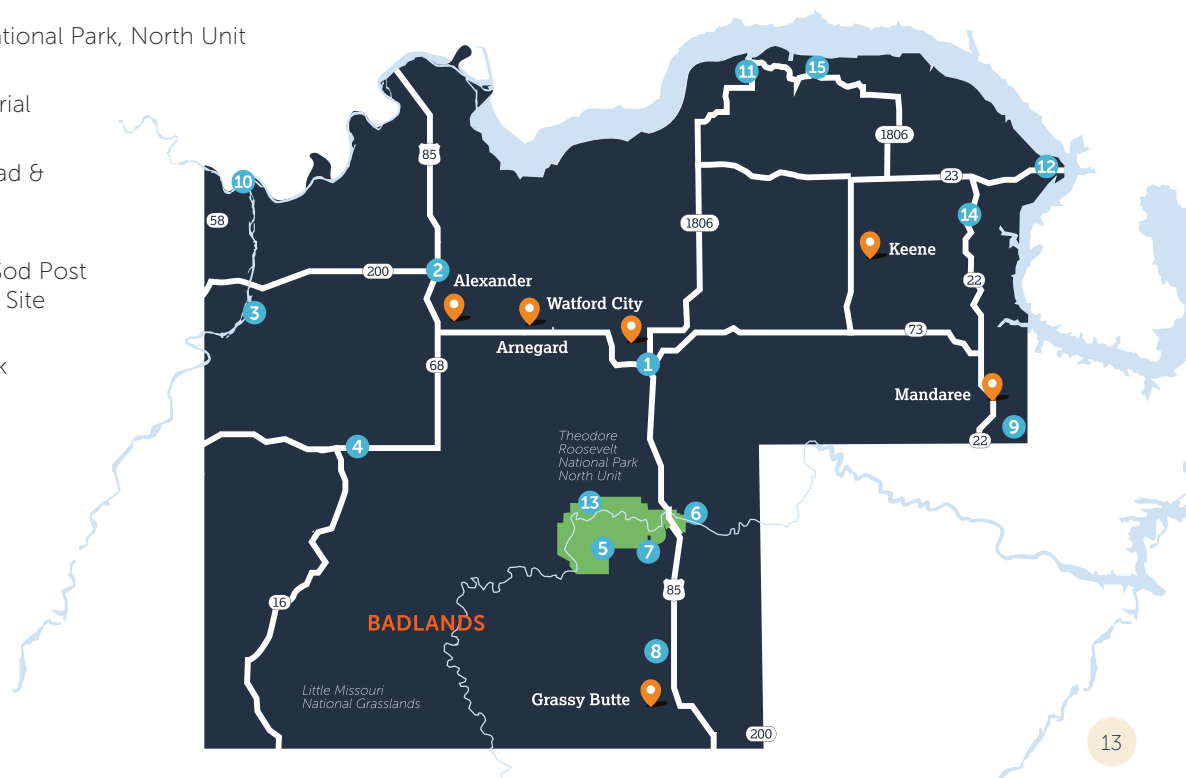 tional Park, North Unit
rial
ad &
Sod Post
Site
k
11
15
1806
85
10
12
23
58
14
1806
Keene
200
2
Alexander
22
3
Watford City
73
Arnegard
1
68
Mandaree
9
22
4
Theodore
Roosevelt
National Park
North Unit
13
6
5
7
85
16
BADLANDS
8
Little Missouri
National Grasslands
Grassy Butte
200
13